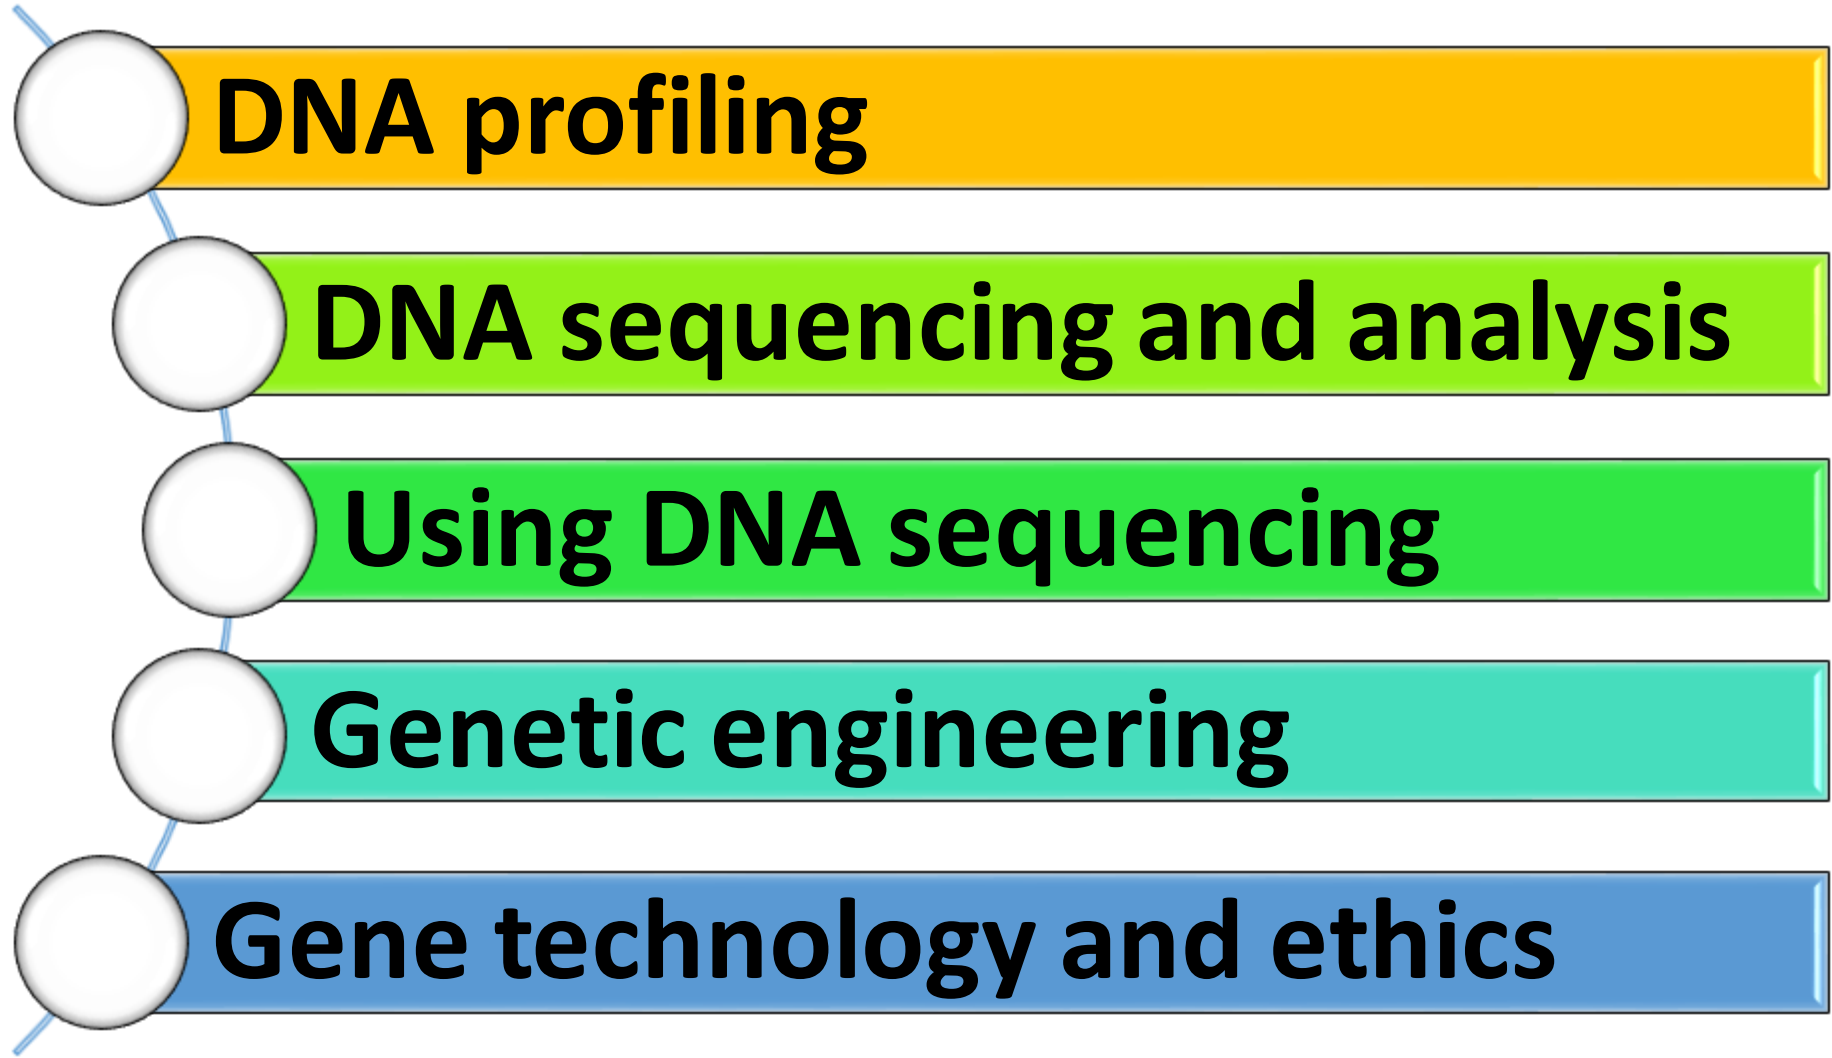 DNA profiling
DNA sequencing and analysis
Using DNA sequencing
Genetic engineering
Gene technology and ethics